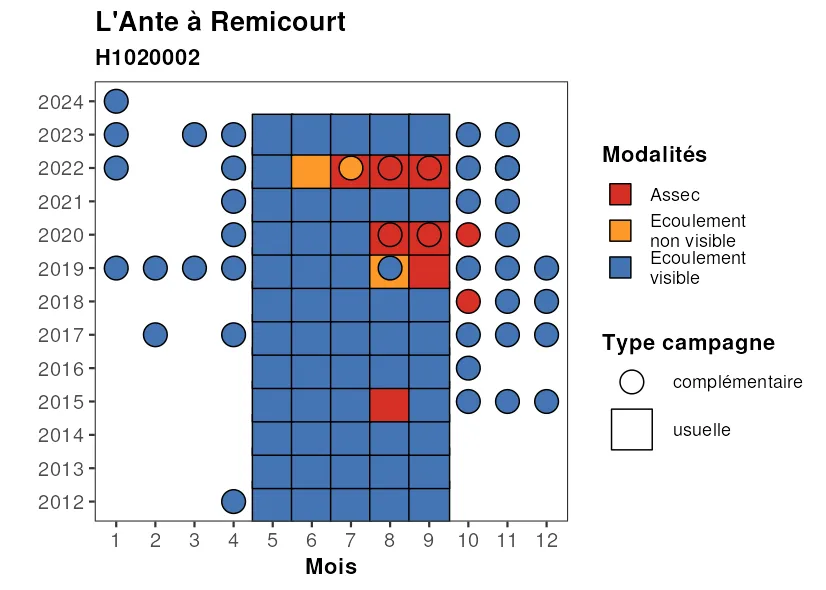 L'Ante à Remicourt
H1020002
2024
2023
2022
2021
2020
2019
2018
2017
2016
2015
2014
2013
2012
1 2 3 4 5 6 7 8 9 10 11 12
Mois
Modalités
Assec
Ecoulement
non visible
Ecoulement
visible
Type campagne
complémentaire
usuelle